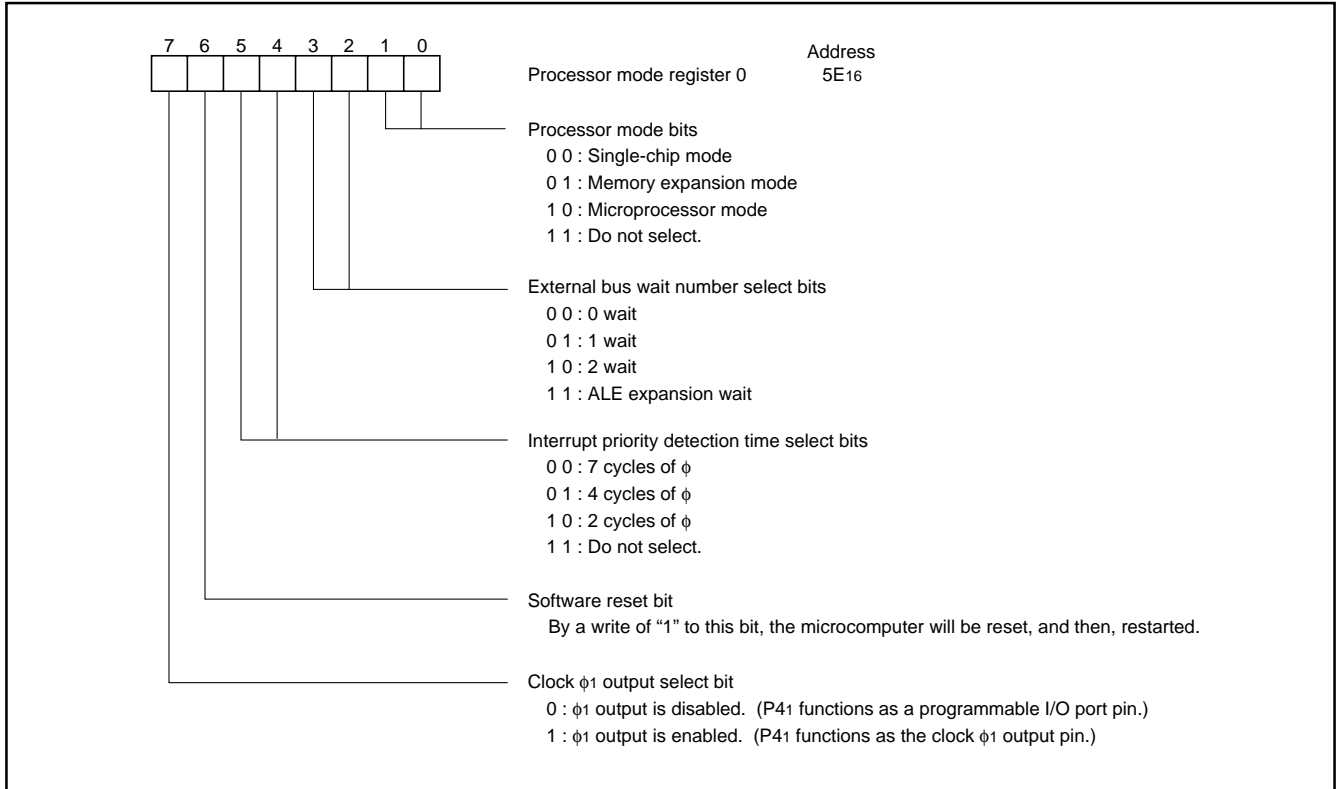 7 6 5 4 3 2 1 0
Address
Processor mode register 0 5E16
Processor mode bits
0 0 : Single-chip mode
0 1 : Memory expansion mode
1 0 : Microprocessor mode
1 1 : Do not select.
External bus wait number select bits
0 0 : 0 wait
0 1 : 1 wait
1 0 : 2 wait
1 1 : ALE expansion wait
Interrupt priority detection time select bits
0 0 : 7 cycles of ϕ
0 1 : 4 cycles of ϕ
1 0 : 2 cycles of ϕ
1 1 : Do not select.
Software reset bit
By a write of “1” to this bit, the microcomputer will be reset, and then, restarted.
Clock ϕ1 output select bit
0 : ϕ1 output is disabled. (P41 functions as a programmable I/O port pin.)
1 : ϕ1 output is enabled. (P41 functions as the clock ϕ1 output pin.)